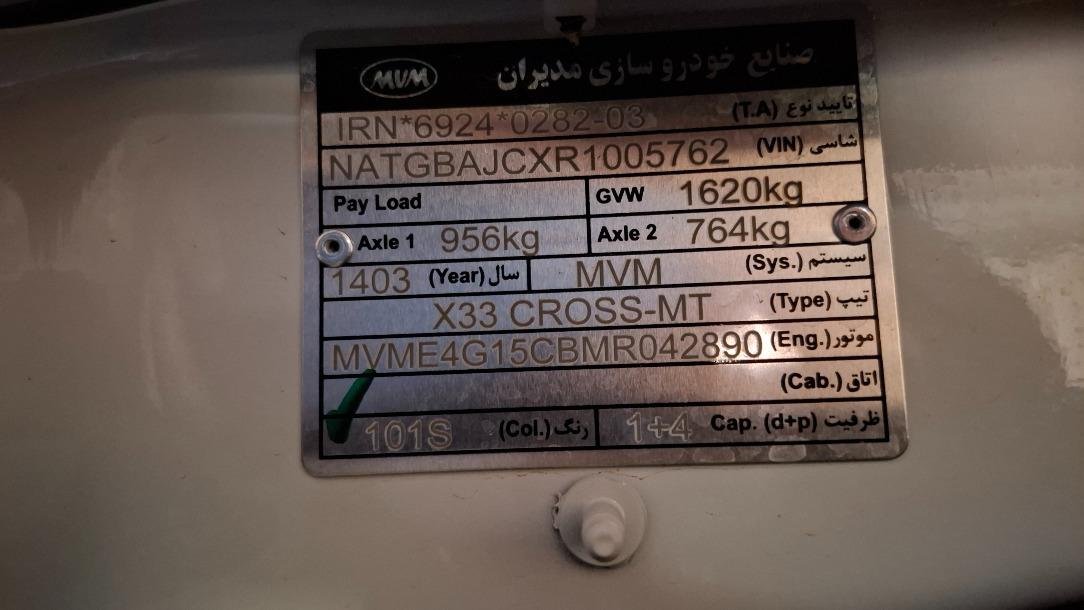 MVM صنایع خودرو سازی مدیران
IRN*6924*0282-03 تایید نوع (T.A)
NATGBAJCXR1005762 شاسی (VIN)
Pay Load GVW 1620kg
Axle 1 956kg Axle 2 764kg
1403 سال (Year) MVM سیستم (Sys.)
X33 CROSS-MT تیپ (Type)
MVME4G15CBMR042890 موتور (Eng.)
اتاق (Cab.)
101S رنگ (Col.) 1+4 Cap. (d+p) ظرفیت